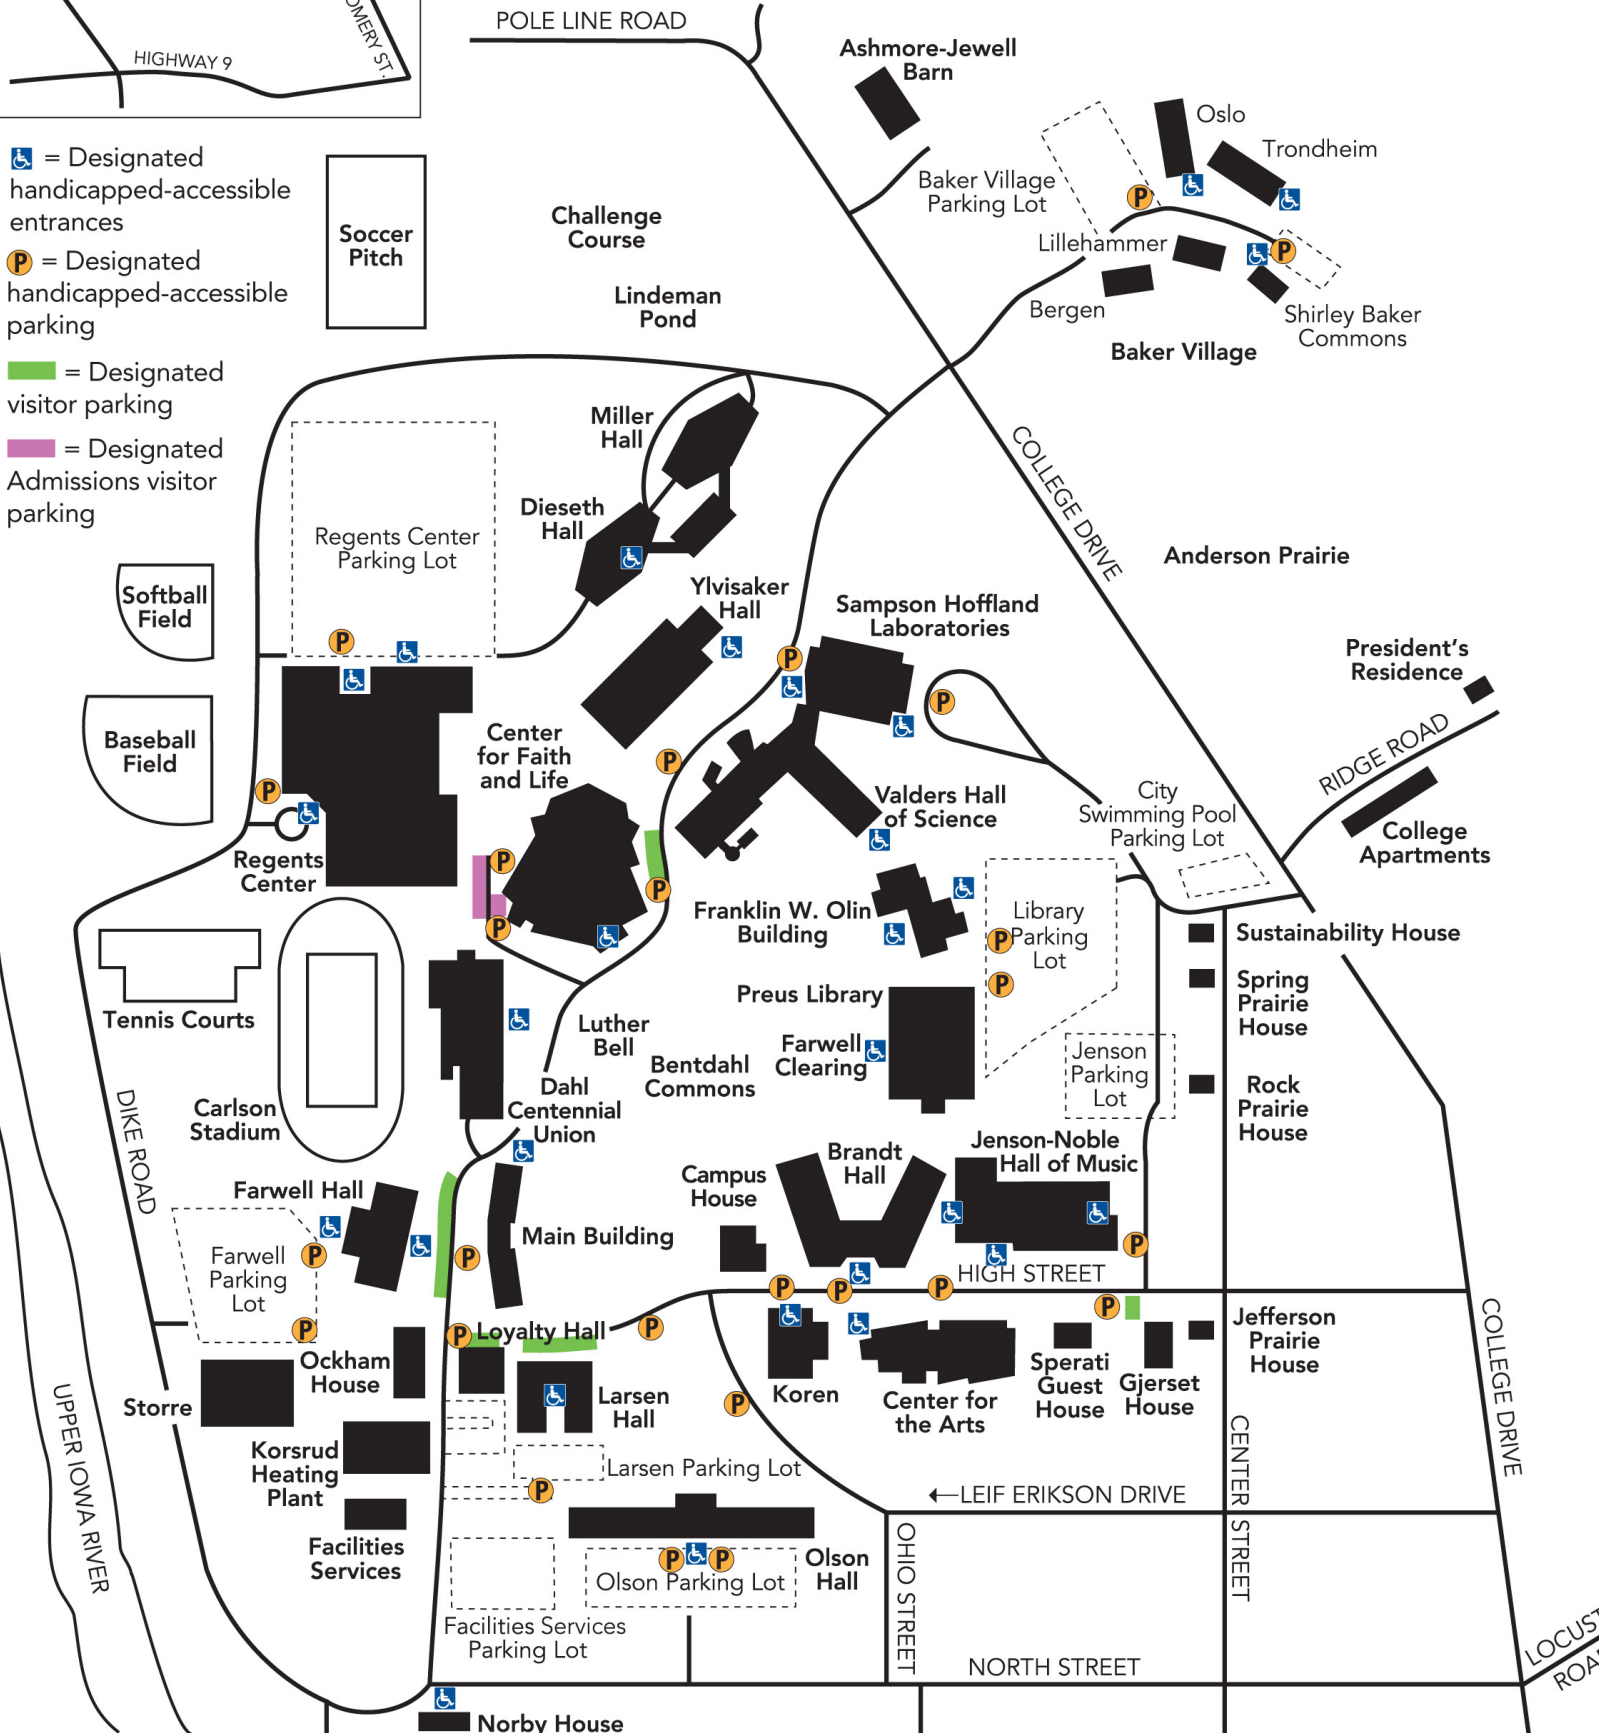 POLE LINE ROAD
HIGHWAY 9
= Designated
handicapped-accessible
entrances
P = Designated
handicapped-accessible
parking
= Designated
visitor parking
= Designated
Admissions visitor
parking
Ashmore-Jewell
Barn
Oslo
Trondheim
Baker Village
Parking Lot
P
Lillehammer
P
Bergen
Shirley Baker
Commons
Baker Village
Soccer
Pitch
Challenge
Course
Lindeman
Pond
Miller
Hall
Dieseth
Hall
Regents Center
Parking Lot
P
COLLEGE DRIVE
Anderson Prairie
Softball
Field
Ylvisaker
Hall
Sampson Hoffland
Laboratories
P
P
President's
Residence
RIDGE ROAD
College
Apartments
Baseball
Field
P
Regents
Center
Center
for Faith
and Life
P
P
P
P
Valders Hall
of Science
City
Swimming Pool
Parking Lot
Franklin W. Olin
Building
Library
Parking
Lot
P
P
Sustainability House
Spring
Prairie
House
Tennis Courts
Preus Library
Luther
Bell
Farwell
Clearing
Bentdahl
Commons
Jenson
Parking
Lot
Rock
Prairie
House
Dahl
Centennial
Union
Carlson
Stadium
DIKE ROAD
Farwell Hall
Farwell
Parking
Lot
P
P
P
Main Building
Campus
House
Brandt
Hall
Jenson-Noble
Hall of Music
P
HIGH STREET
P
P
P
P
P
P
Loyalty Hall
P
Jefferson
Prairie
House
Ockham
House
Storre
Larsen
Hall
P
Koren
Center for
the Arts
Sperati
Guest
House
Gjerset
House
COLLEGE DRIVE
UPPER IOWA RIVER
Korsrud
Heating
Plant
Larsen Parking Lot
P
LEIF ERIKSON DRIVE
CENTER STREET
Facilities
Services
P
P
Olson Parking Lot
Olson
Hall
OHIO STREET
Facilities Services
Parking Lot
NORTH STREET
LOCUST
Norby House